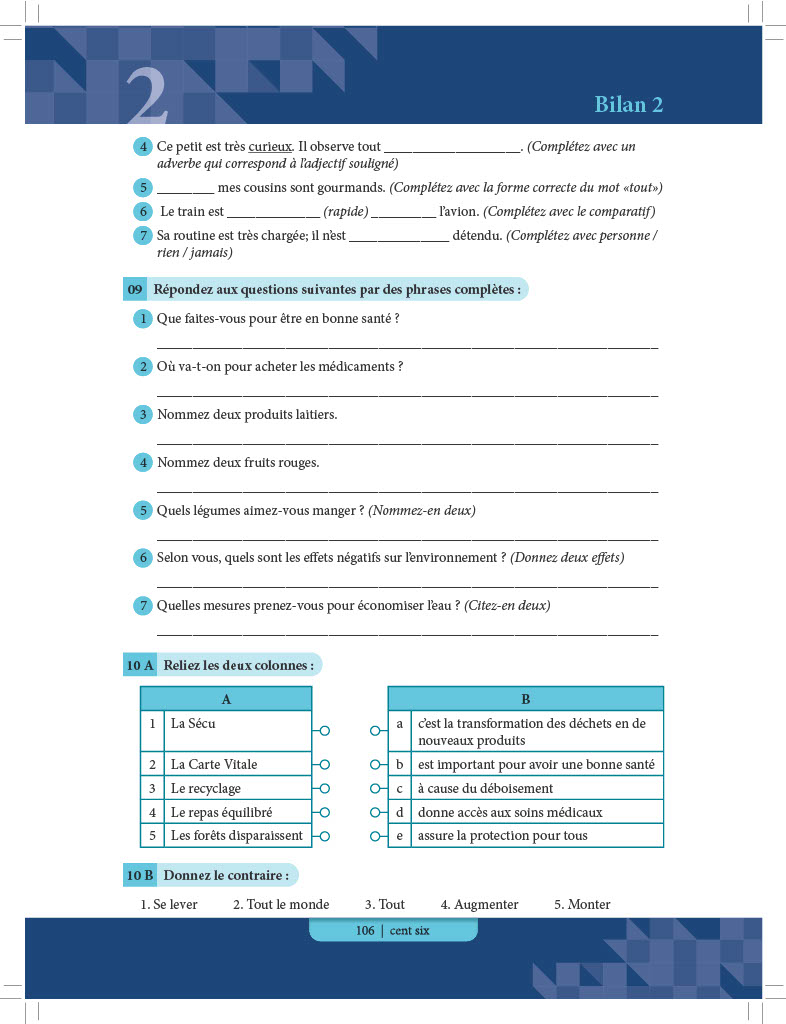 2
Bilan 2
4 Ce petit est très curieux. Il observe tout ___________________. (Complétez avec un
adverbe qui correspond à l'adjectif souligné)
5 ________ mes cousins sont gourmands. (Complétez avec la forme correcte du mot «tout»)
6 Le train est _____________ (rapide) _________ l'avion. (Complétez avec le comparatif)
7 Sa routine est très chargée; il n'est ______________ détendu. (Complétez avec personne /
rien / jamais)
09 Répondez aux questions suivantes par des phrases complètes :
1 Que faites-vous pour être en bonne santé ?
2 Où va-t-on pour acheter les médicaments ?
3 Nommez deux produits laitiers.
4 Nommez deux fruits rouges.
5 Quels légumes aimez-vous manger ? (Nommez-en deux)
6 Selon vous, quels sont les effets négatifs sur l'environnement ? (Donnez deux effets)
7 Quelles mesures prenez-vous pour économiser l'eau ? (Citez-en deux)
10 A Reliez les deux colonnes :
A
1 La Sécu
2 La Carte Vitale
3 Le recyclage
4 Le repas équilibré
5 Les forêts disparaissent
B
a c'est la transformation des déchets en de
nouveaux produits
b est important pour avoir une bonne santé
c à cause du déboisement
d donne accès aux soins médicaux
e assure la protection pour tous
10 B Donnez le contraire :
1. Se lever 2. Tout le monde 3. Tout 4. Augmenter 5. Monter
106 | cent six